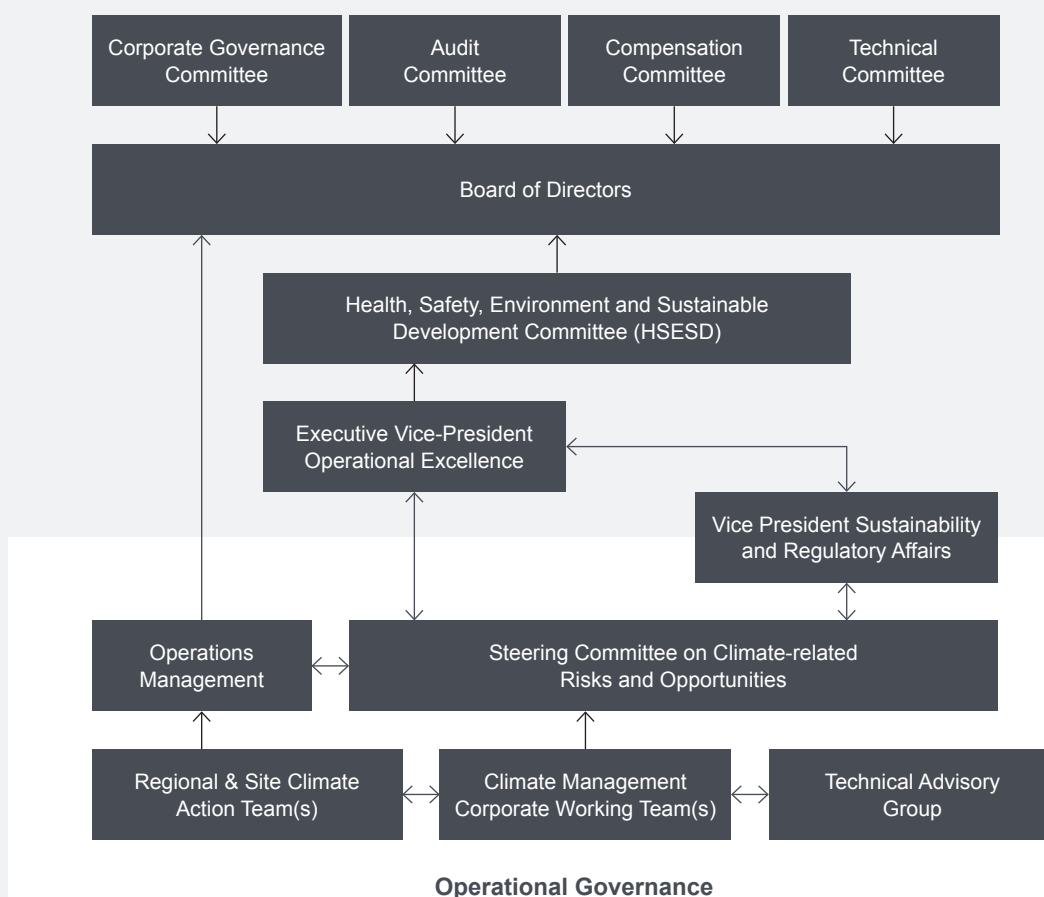 Corporate Governance
Committee
Audit
Committee
Compensation
Committee
Technical
Committee
Board of Directors
Health, Safety, Environment and Sustainable
Development Committee (HSESD)
Executive Vice-President
Operational Excellence
Vice President Sustainability
and Regulatory Affairs
Operations
Management
Steering Committee on Climate-related
Risks and Opportunities
Regional & Site Climate
Action Team(s)
Climate Management
Corporate Working Team(s)
Technical Advisory
Group
Operational Governance